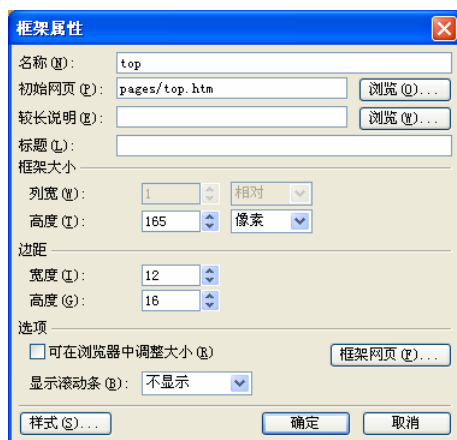 框架属性
名称(N): top
初始网页(P): pages/top.htm 浏览(O)...
较长说明(E): 浏览(W)...
标题(L):
框架大小
列宽(W): 1 相对
高度(T): 165 像素
边距
宽度(I): 12
高度(G): 16
选项
可在浏览器中调整大小(R) 框架网页(F)...
显示滚动条(B): 不显示
样式(S)... 确定 取消